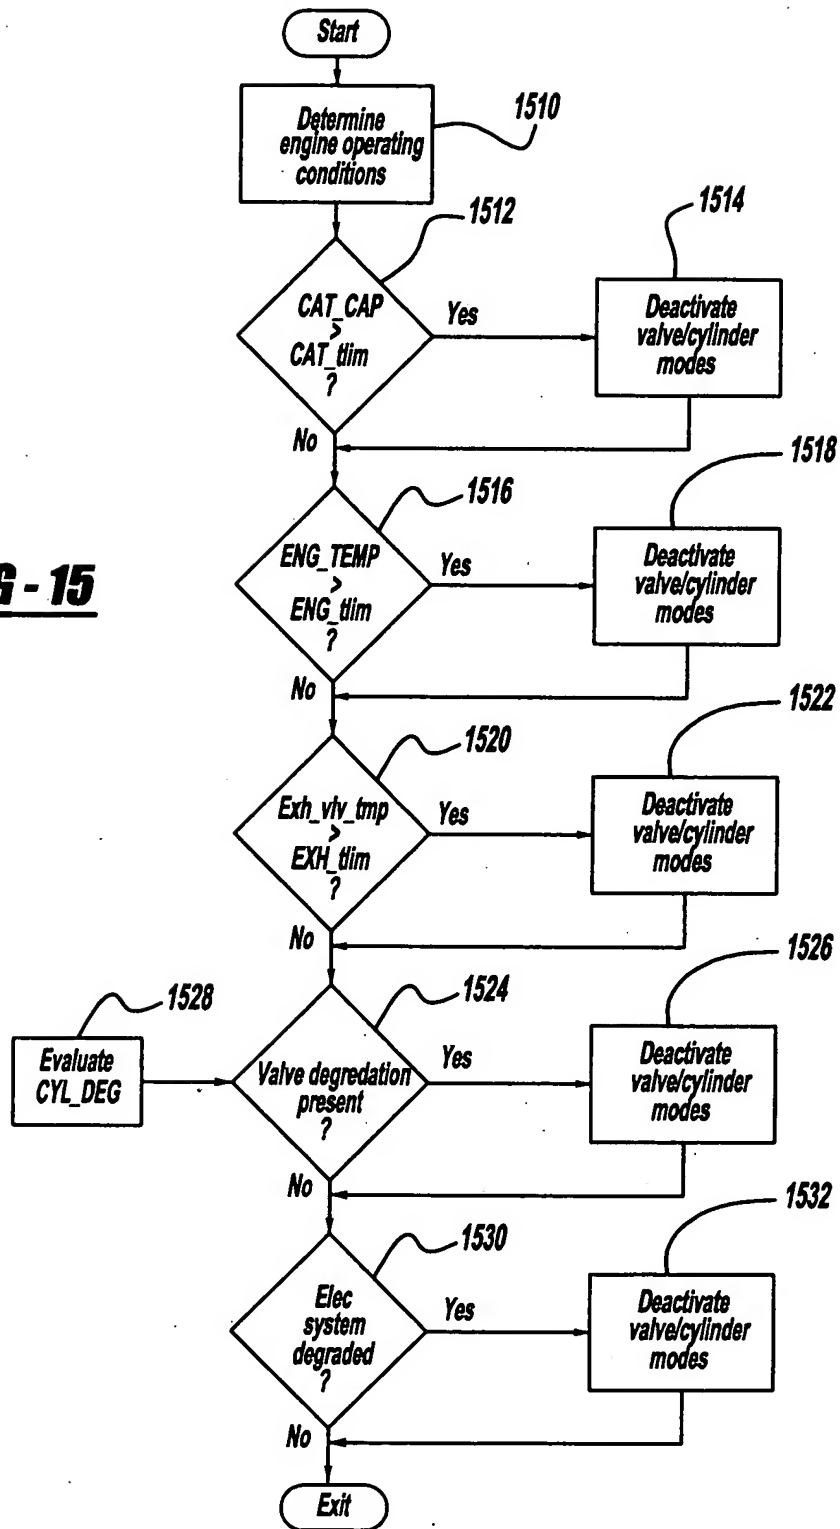 Start
Determine
engine operating
conditions
1510
1512
CAT_CAP
>
CAT_tlim
?
Yes
No
1514
Deactivate
valve/cylinder
modes
1516
ENG_TEMP
>
ENG_tlim
?
Yes
No
1518
Deactivate
valve/cylinder
modes
G - 15
1520
Exh_vlv_tmp
>
EXH_tlim
?
Yes
No
1522
Deactivate
valve/cylinder
modes
1528
Evaluate
CYL_DEG
1524
Valve degredation
present
?
Yes
No
1526
Deactivate
valve/cylinder
modes
1530
Elec
system
degraded
?
Yes
No
1532
Deactivate
valve/cylinder
modes
Exit